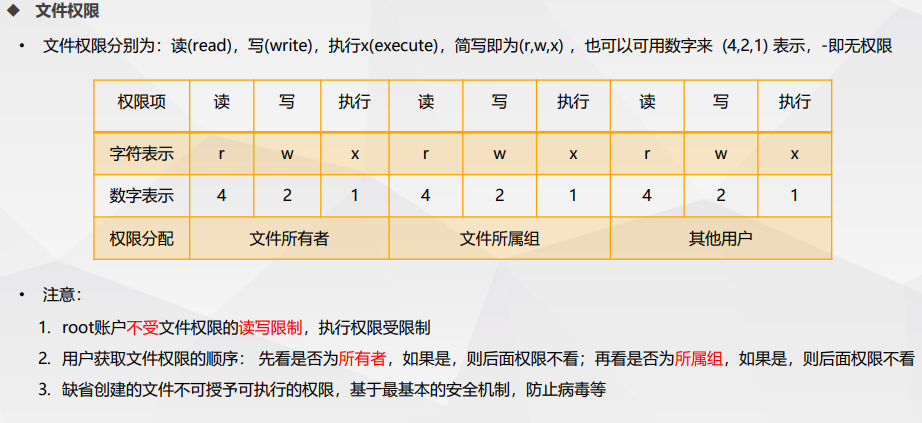 ◆ 文件权限
• 文件权限分别为：读(read)，写(write)，执行x(execute)，简写即为(r,w,x) ，也可以可用数字来 (4,2,1) 表示，-即无权限
权限项 读 写 执行 读 写 执行 读 写 执行
字符表示 r w x r w x r w x
数字表示 4 2 1 4 2 1 4 2 1
权限分配 文件所有者 文件所属组 其他用户
• 注意：
1. root账户不受文件权限的读写限制，执行权限受限制
2. 用户获取文件权限的顺序： 先看是否为所有者，如果是，则后面权限不看；再看是否为所属组，如果是，则后面权限不看
3. 缺省创建的文件不可授予可执行的权限，基于最基本的安全机制，防止病毒等